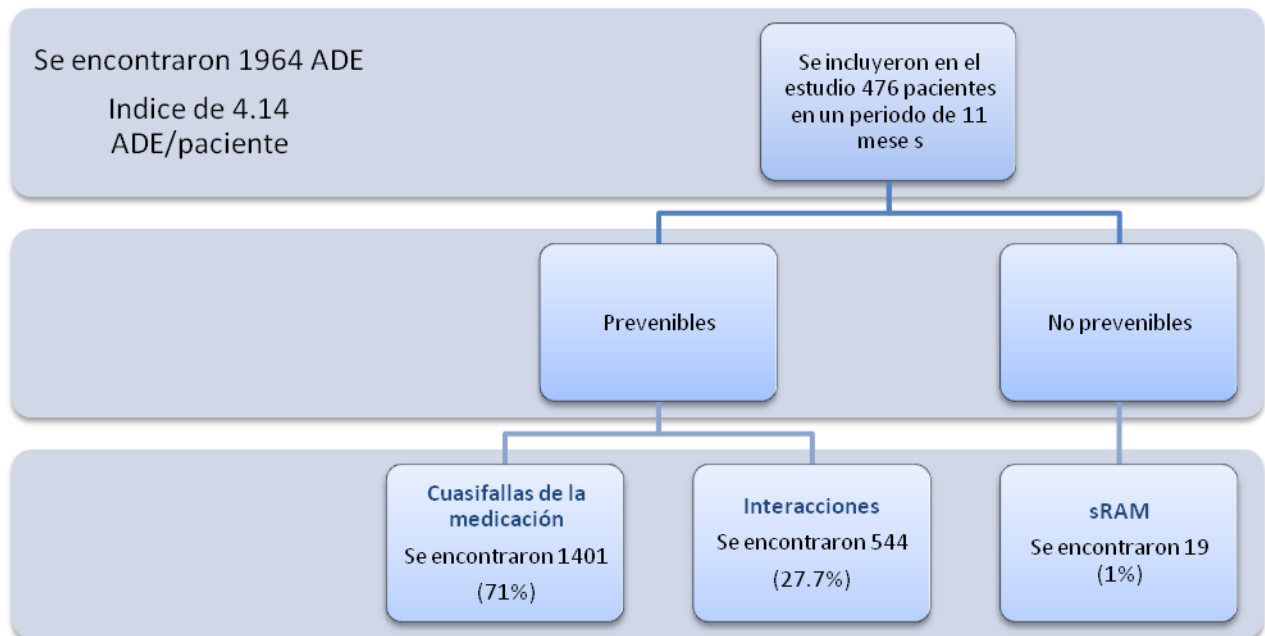 Se encontraron 1964 ADE
Indice de 4.14
ADE/paciente
Se incluyeron en el
estudio 476 pacientes
en un periodo de 11
mese s
Prevenibles
No prevenibles
Cuasifallas de la
medicación
Se encontraron 1401
(71%)
Interacciones
Se encontraron 544
(27.7%)
sRAM
Se encontraron 19
(1%)